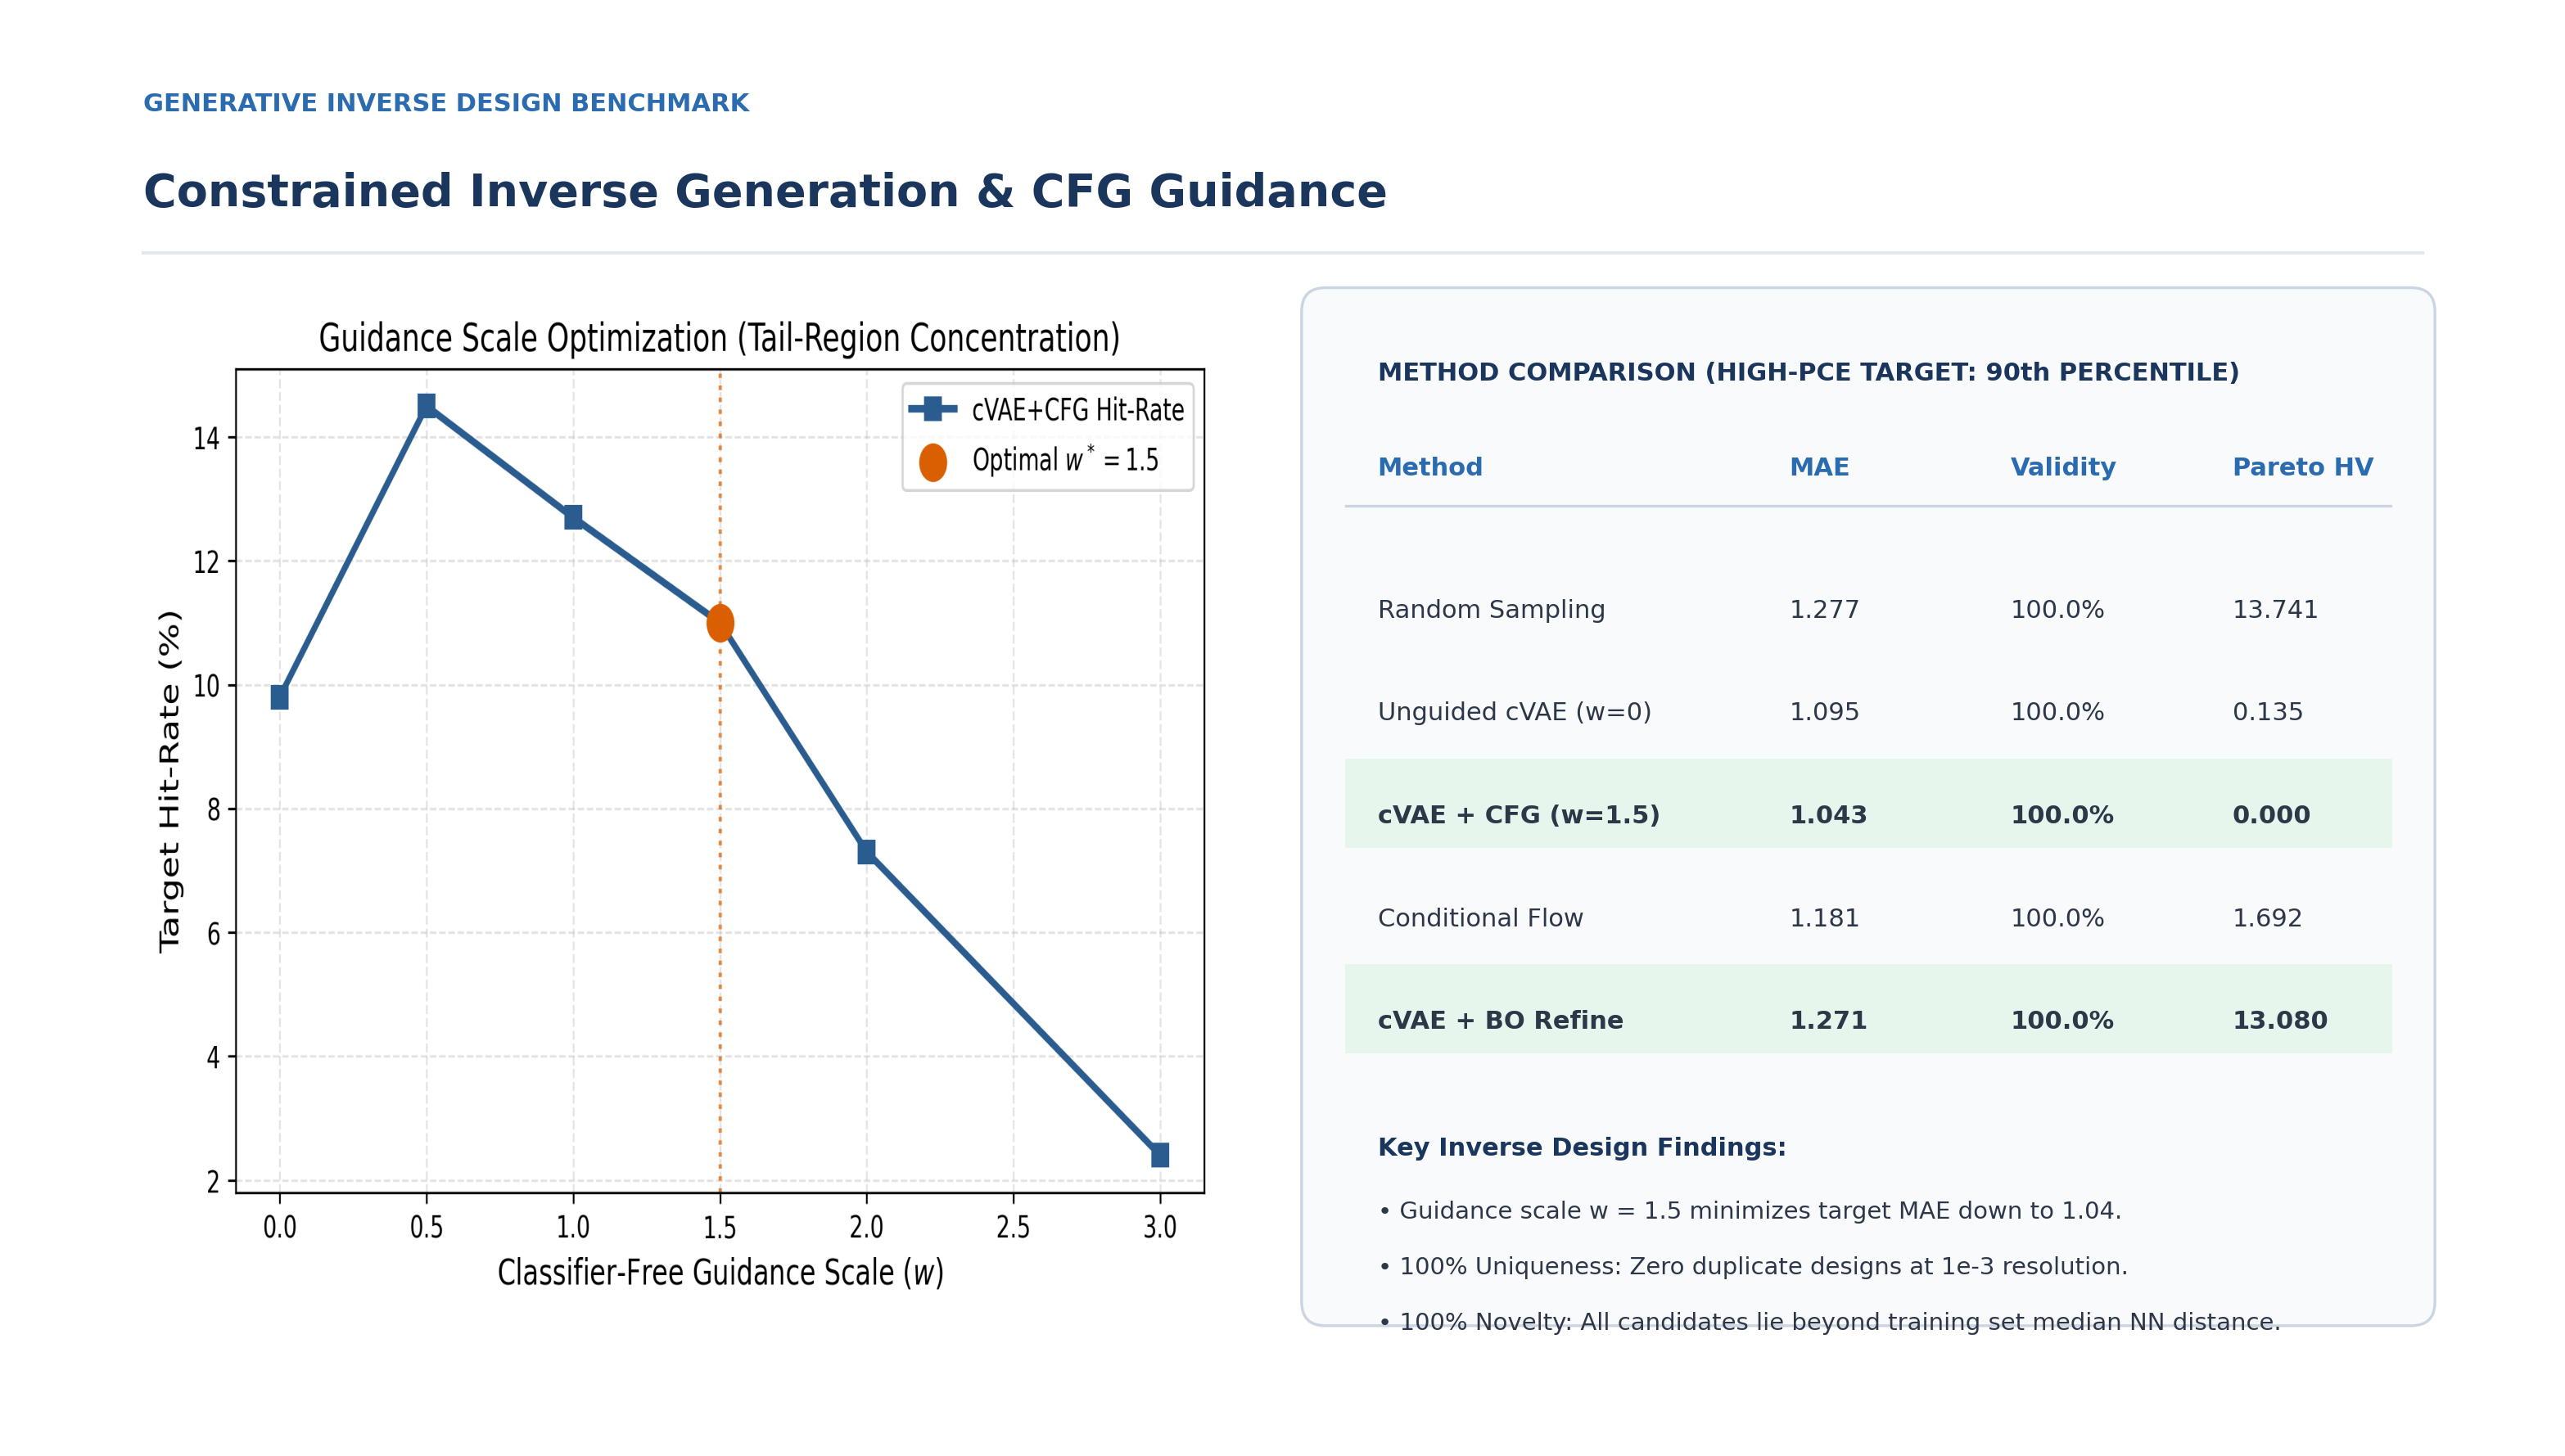 GENERATIVE INVERSE DESIGN BENCHMARK
Constrained Inverse Generation & CFG Guidance
Guidance Scale Optimization (Tail-Region Concentration)
cVAE+CFG Hit-Rate
Optimal w* = 1.5
Target Hit-Rate (%)
14
12
10
8
6
4
2
0.0 0.5 1.0 1.5 2.0 2.5 3.0
Classifier-Free Guidance Scale (w)
METHOD COMPARISON (HIGH-PCE TARGET: 90th PERCENTILE)
Method MAE Validity Pareto HV
Random Sampling 1.277 100.0% 13.741
Unguided cVAE (w=0) 1.095 100.0% 0.135
cVAE + CFG (w=1.5) 1.043 100.0% 0.000
Conditional Flow 1.181 100.0% 1.692
cVAE + BO Refine 1.271 100.0% 13.080
Key Inverse Design Findings:
• Guidance scale w = 1.5 minimizes target MAE down to 1.04.
• 100% Uniqueness: Zero duplicate designs at 1e-3 resolution.
• 100% Novelty: All candidates lie beyond training set median NN distance.